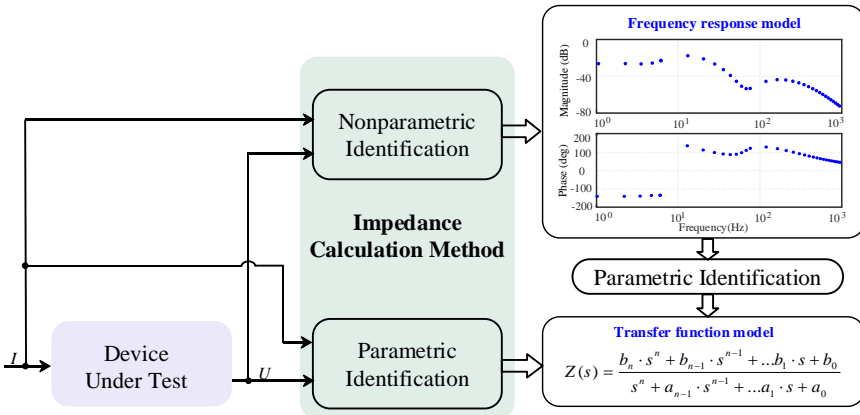 Frequency response model
0
-40
-80
Magnitude (dB)
10^0
10^1
10^2
10^3
200
100
0
-100
-200
Phase (deg)
10^0
10^1
10^2
10^3
Frequency(Hz)
Nonparametric
Identification
Impedance
Calculation Method
Parametric Identification
I
Device
Under Test
U
Parametric
Identification
Transfer function model
Z(s) = \frac{b_n · s^n + b_{n-1} · s^{n-1} + ...b_1 · s + b_0}{s^n + a_{n-1} · s^{n-1} + ...a_1 · s + a_0}